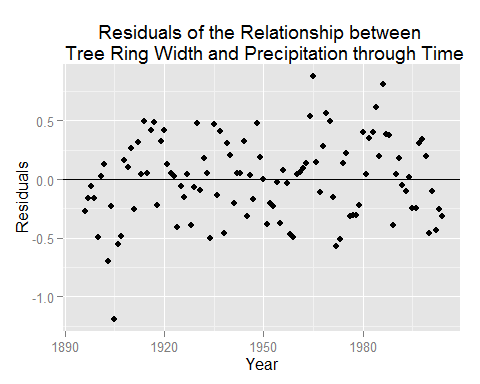 Residuals of the Relationship between
Tree Ring Width and Precipitation through Time
Residuals
0.5
0.0
-0.5
-1.0
1890 1920 1950 1980
Year